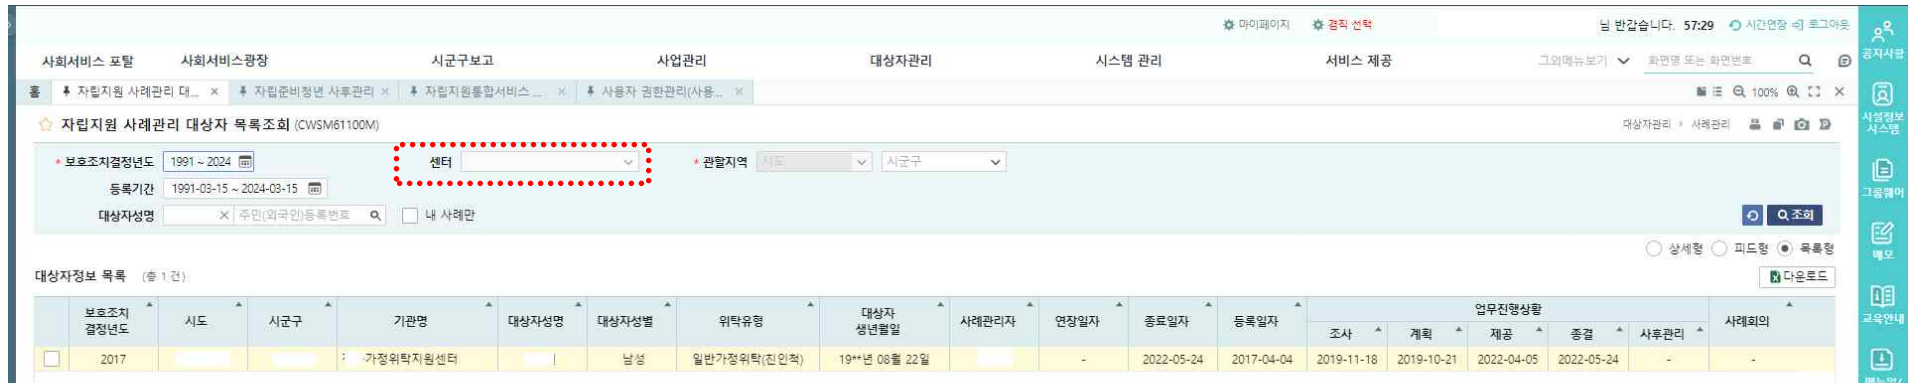 마이페이지 겸직 선택 님 반갑습니다. 57:29 시간연장 로그아웃
사회서비스 포탈 사회서비스광장 시군구보고 사업관리 대상자관리 시스템 관리 서비스 제공 그외메뉴보기 화면명 또는 화면번호
홈 자립지원 사례관리 대... × 자립준비청년 사후관리 × 자립지원통합서비스 ... × 사용자 권한관리(사용... × 100%
자립지원 사례관리 대상자 목록조회 (CWSM61100M) 대상자관리 > 사례관리
* 보호조치결정년도 1991 ~ 2024 센터 * 관할지역 시도 시군구
등록기간 1991-03-15 ~ 2024-03-15
대상자성명 × 주민(외국인)등록번호 내 사례만 조회
상세형 피드형 목록형
대상자정보 목록 (총 1 건) 다운로드
보호조치
결정년도
시도 시군구 기관명 대상자성명 대상자성별 위탁유형
대상자
생년월일
사례관리자 연장일자 종료일자 등록일자 업무진행상황 사례회의
조사 계획 제공 종결 사후관리
2017 가정위탁지원센터 남성 일반가정위탁(친인척) 19**년 08월 22일 - 2022-05-24 2017-04-04 2019-11-18 2019-10-21 2022-04-05 2022-05-24 - -
공지사항
시설정보
시스템
그룹웨어
메모
교육안내